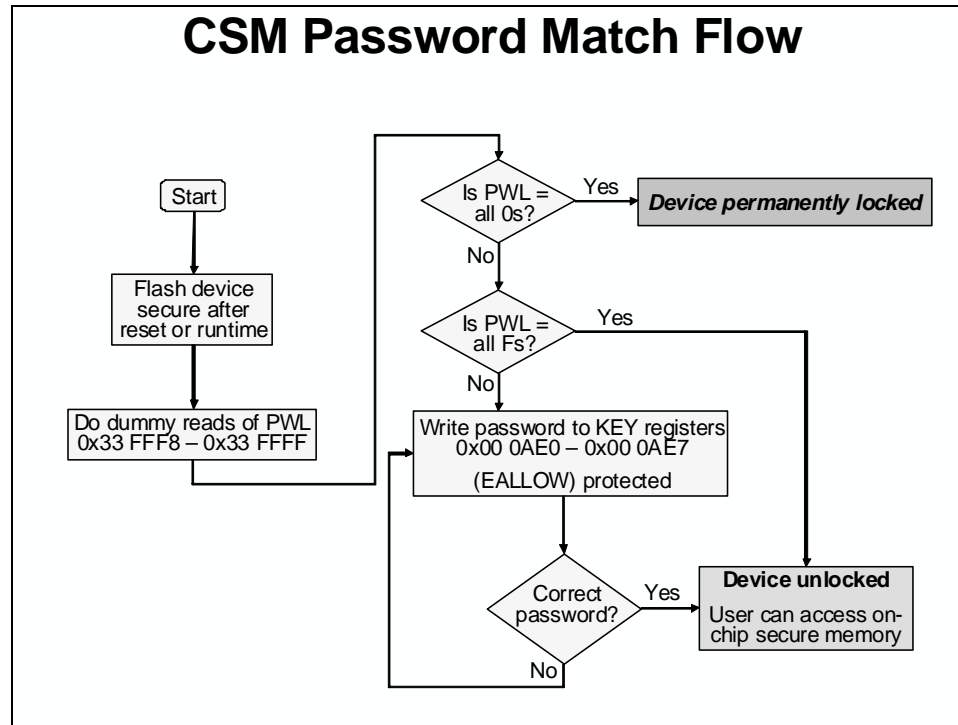 CSM Password Match Flow
Start
Flash device
secure after
reset or runtime
Do dummy reads of PWL
0x33 FFF8 – 0x33 FFFF
Is PWL =
all 0s?
Yes
Device permanently locked
No
Is PWL =
all Fs?
Yes
No
Write password to KEY registers
0x00 0AE0 – 0x00 0AE7
(EALLOW) protected
Correct
password?
Yes
Device unlocked
User can access on-
chip secure memory
No